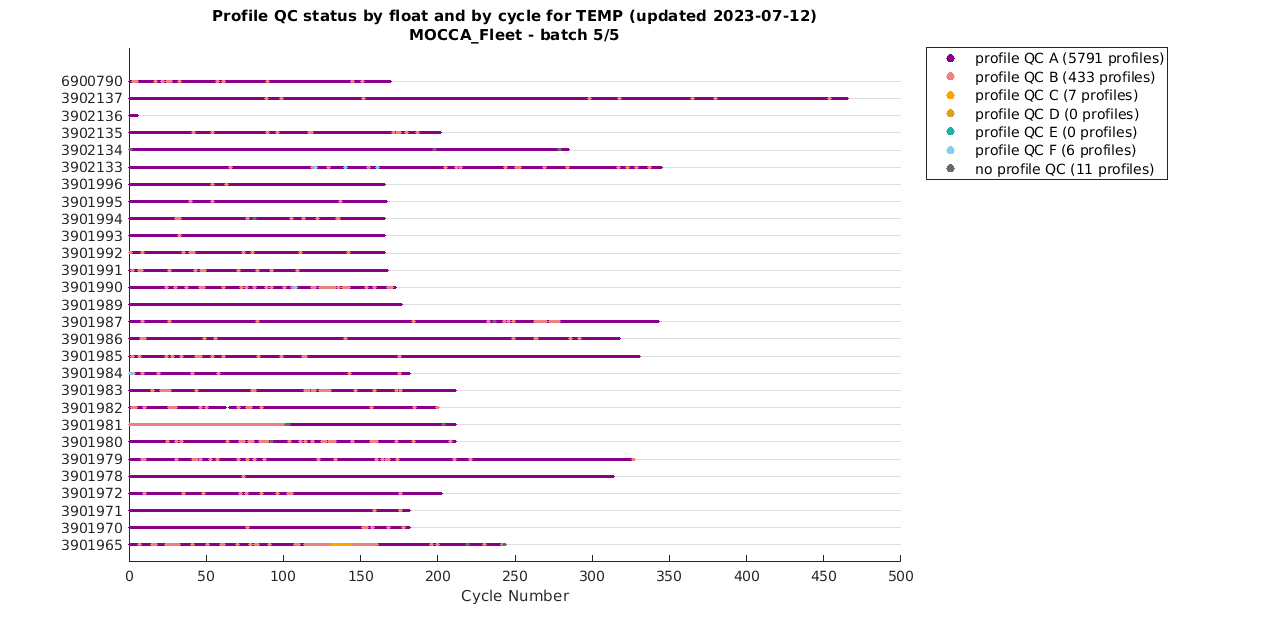 Profile QC status by float and by cycle for TEMP (updated 2023-07-12)
MOCCA_Fleet - batch 5/5
profile QC A (5791 profiles)
profile QC B (433 profiles)
profile QC C (7 profiles)
profile QC D (0 profiles)
profile QC E (0 profiles)
profile QC F (6 profiles)
no profile QC (11 profiles)
6900790
3902137
3902136
3902135
3902134
3902133
3901996
3901995
3901994
3901993
3901992
3901991
3901990
3901989
3901987
3901986
3901985
3901984
3901983
3901982
3901981
3901980
3901979
3901978
3901972
3901971
3901970
3901965
0 50 100 150 200 250 300 350 400 450 500
Cycle Number